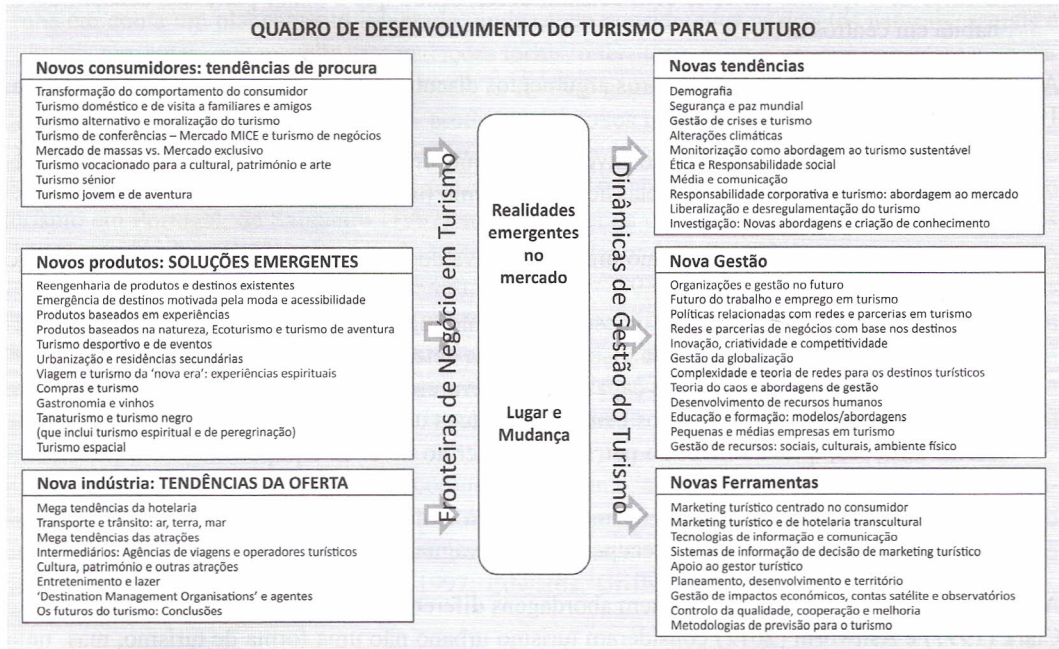 habita em centros
QUADRO DE DESENVOLVIMENTO DO TURISMO PARA O FUTURO
Novos consumidores: tendências de procura
Transformação do comportamento do consumidor
Turismo doméstico e de visita a familiares e amigos
Turismo alternativo e moralização do turismo
Turismo de conferências – Mercado MICE e turismo de negócios
Mercado de massas vs. Mercado exclusivo
Turismo vocacionado para a cultural, património e arte
Turismo sénior
Turismo jovem e de aventura
Novos produtos: SOLUÇÕES EMERGENTES
Reengenharia de produtos e destinos existentes
Emergência de destinos motivada pela moda e acessibilidade
Produtos baseados em experiências
Produtos baseados na natureza, Ecoturismo e turismo de aventura
Turismo desportivo e de eventos
Urbanização e residências secundárias
Viagem e turismo da 'nova era': experiências espirituais
Compras e turismo
Gastronomia e vinhos
Tanaturismo e turismo negro
(que inclui turismo espiritual e de peregrinação)
Turismo espacial
Nova indústria: TENDÊNCIAS DA OFERTA
Mega tendências da hotelaria
Transporte e trânsito: ar, terra, mar
Mega tendências das atrações
Intermediários: Agências de viagens e operadores turísticos
Cultura, património e outras atrações
Entretenimento e lazer
'Destination Management Organisations' e agentes
Os futuros do turismo: Conclusões
Fronteiras de Negócio em Turismo
Realidades
emergentes
no
mercado
Lugar e
Mudança
Dinâmicas de Gestão do Turismo
Novas tendências
Demografia
Segurança e paz mundial
Gestão de crises e turismo
Alterações climáticas
Monitorização como abordagem ao turismo sustentável
Ética e Responsabilidade social
Média e comunicação
Responsabilidade corporativa e turismo: abordagem ao mercado
Liberalização e desregulamentação do turismo
Investigação: Novas abordagens e criação de conhecimento
Nova Gestão
Organizações e gestão no futuro
Futuro do trabalho e emprego em turismo
Políticas relacionadas com redes e parcerias em turismo
Redes e parcerias de negócios com base nos destinos
Inovação, criatividade e competitividade
Gestão da globalização
Complexidade e teoria de redes para os destinos turísticos
Teoria do caos e abordagens de gestão
Desenvolvimento de recursos humanos
Educação e formação: modelos/abordagens
Pequenas e médias empresas em turismo
Gestão de recursos: sociais, culturais, ambiente físico
Novas Ferramentas
Marketing turístico centrado no consumidor
Marketing turístico e de hotelaria transcultural
Tecnologias de informação e comunicação
Sistemas de informação de decisão de marketing turístico
Apoio ao gestor turístico
Planeamento, desenvolvimento e território
Gestão de impactos económicos, contas satélite e observatórios
Controlo da qualidade, cooperação e melhoria
Metodologias de previsão para o turismo